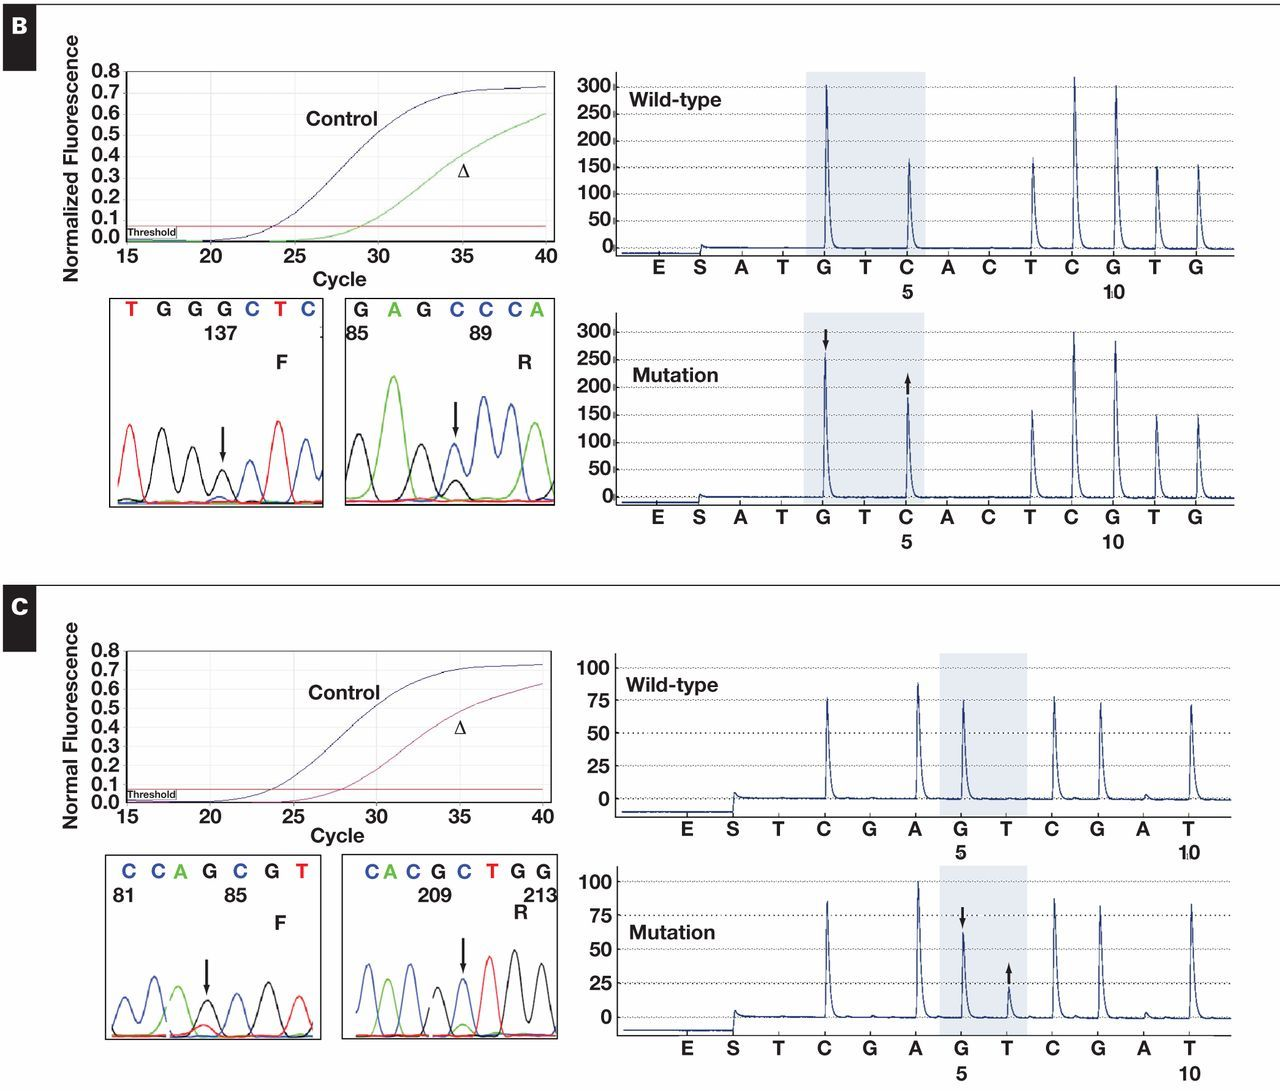 B
Normalized Fluorescence
0.8
0.7
0.6
0.5
0.4
0.3
0.2
0.1
0.0
Control
Δ
Threshold
15 20 25 30 35 40
Cycle
T G G G C T C
137
F
G A G C C C A
85 89
R
Wild-type
300
250
200
150
100
50
0
E S A T G T C A C T C G T G
5 10
Mutation
300
250
200
150
100
50
0
E S A T G T C A C T C G T G
5 10
C
Normal Fluorescence
0.8
0.7
0.6
0.5
0.4
0.3
0.2
0.1
0.0
Control
Δ
Threshold
15 20 25 30 35 40
Cycle
C C A G C G T
81 85
F
C A C G C T G G
209 213
R
Wild-type
100
75
50
25
0
E S T C G A G T C G A T
5 10
Mutation
100
75
50
25
0
E S T C G A G T C G A T
5 10